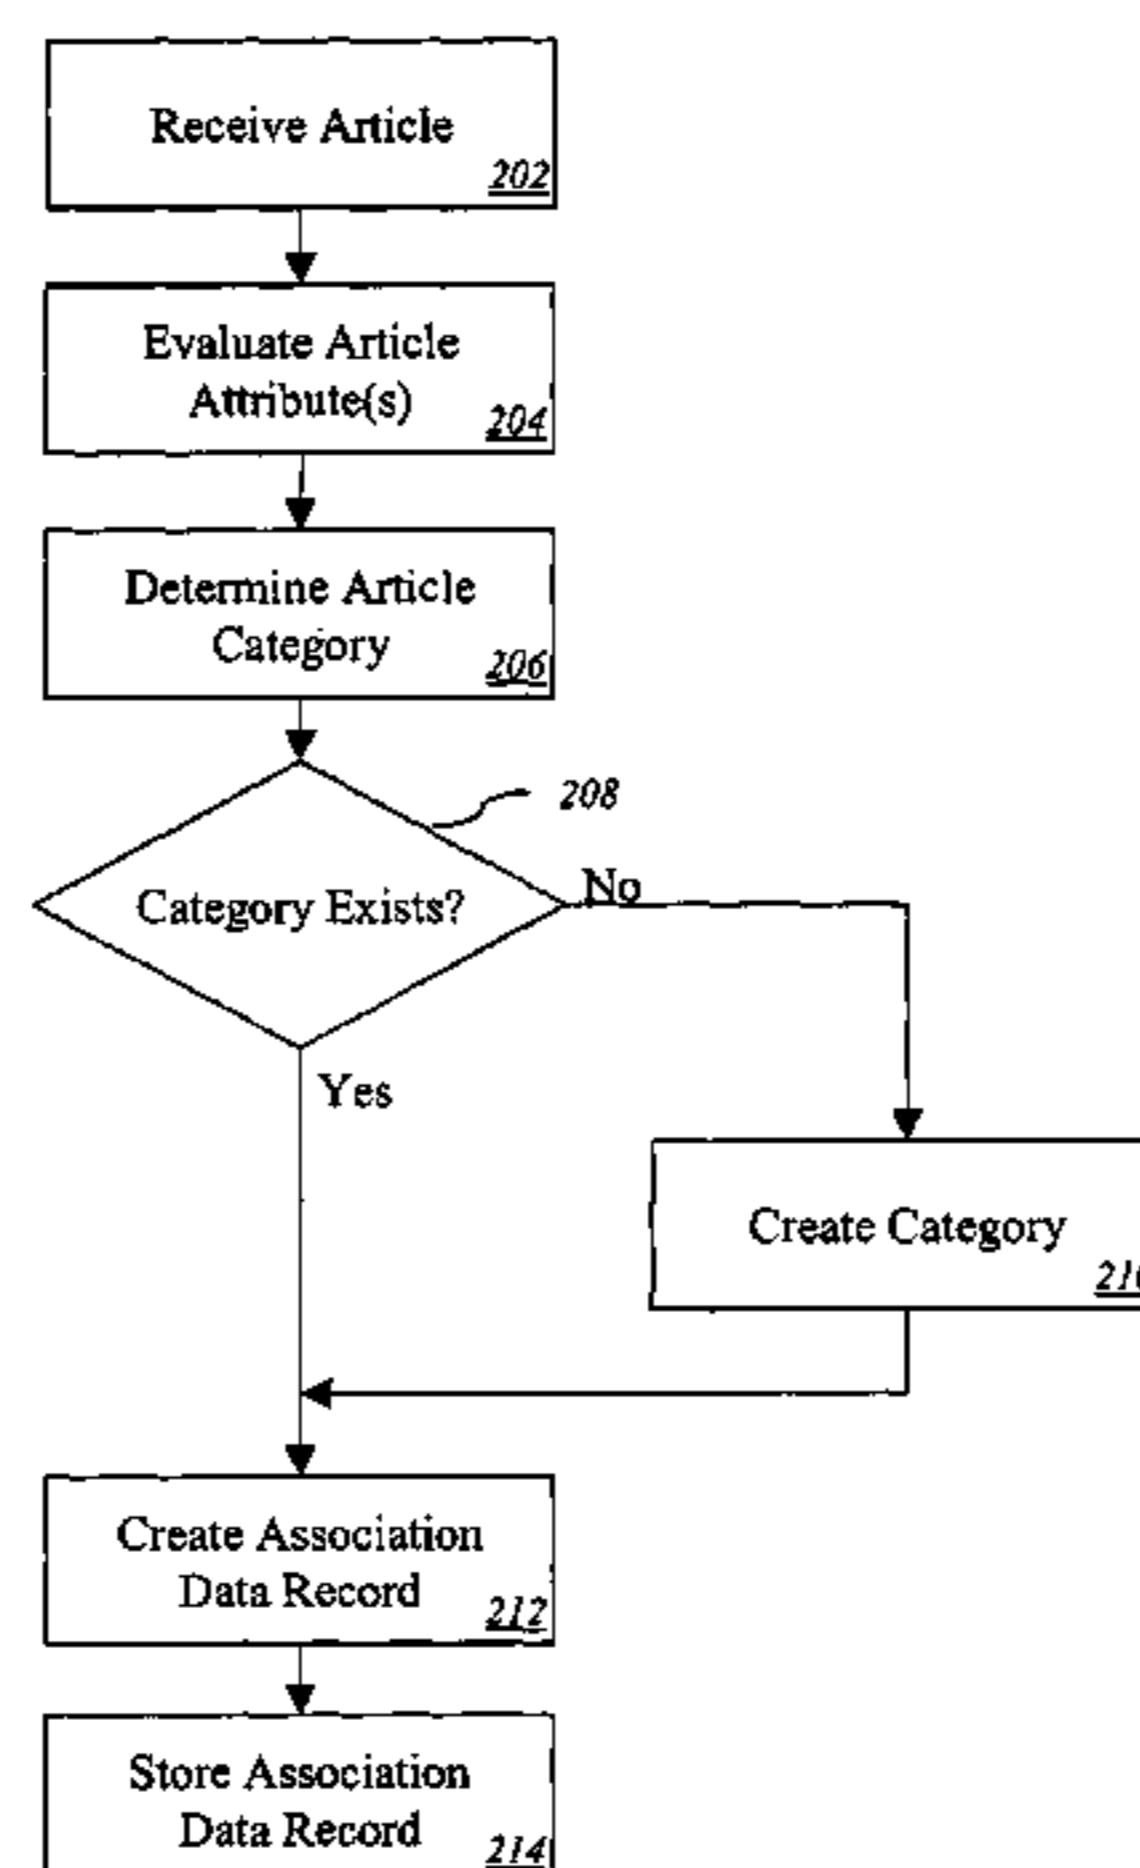 Receive Article
202
Evaluate Article
Attribute(s)
204
Determine Article
Category
206
208
Category Exists?
No
Yes
Create Category
Create Association
Data Record
212
Store Association
Data Record
214